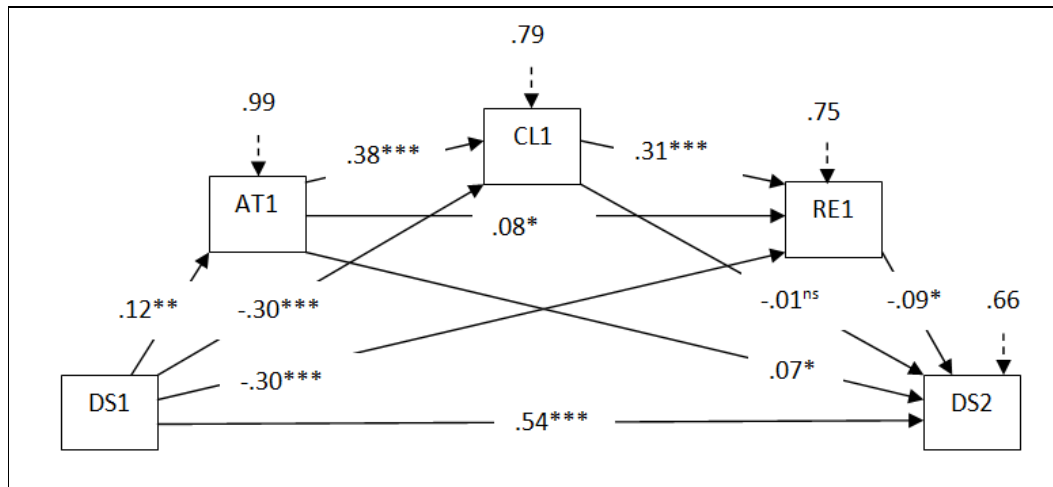 .79
.99
.75
CL1
.38***
.31***
AT1
RE1
.08*
.12**
-.30***
-.01ns
-.09*
.66
-.30***
.07*
DS1
DS2
.54***